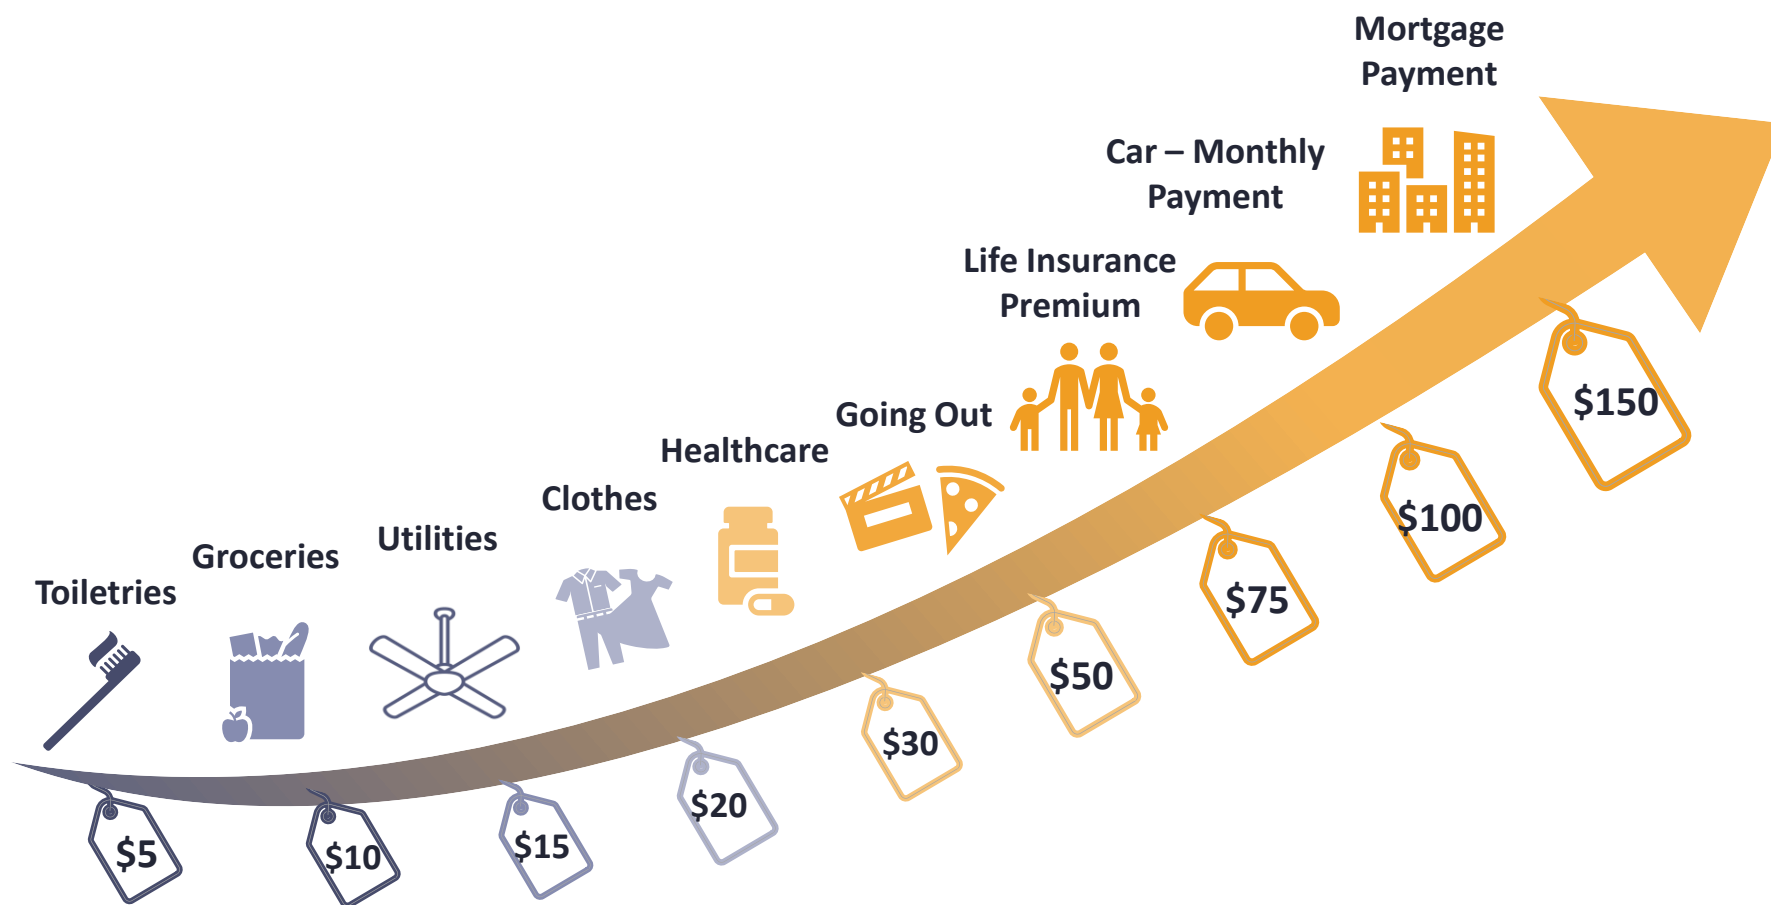 Mortgage
Payment
Car – Monthly
Payment
Life Insurance
Premium
Going Out
Healthcare
Clothes
Utilities
Groceries
Toiletries
$5
$10
$15
$20
$30
$50
$75
$100
$150